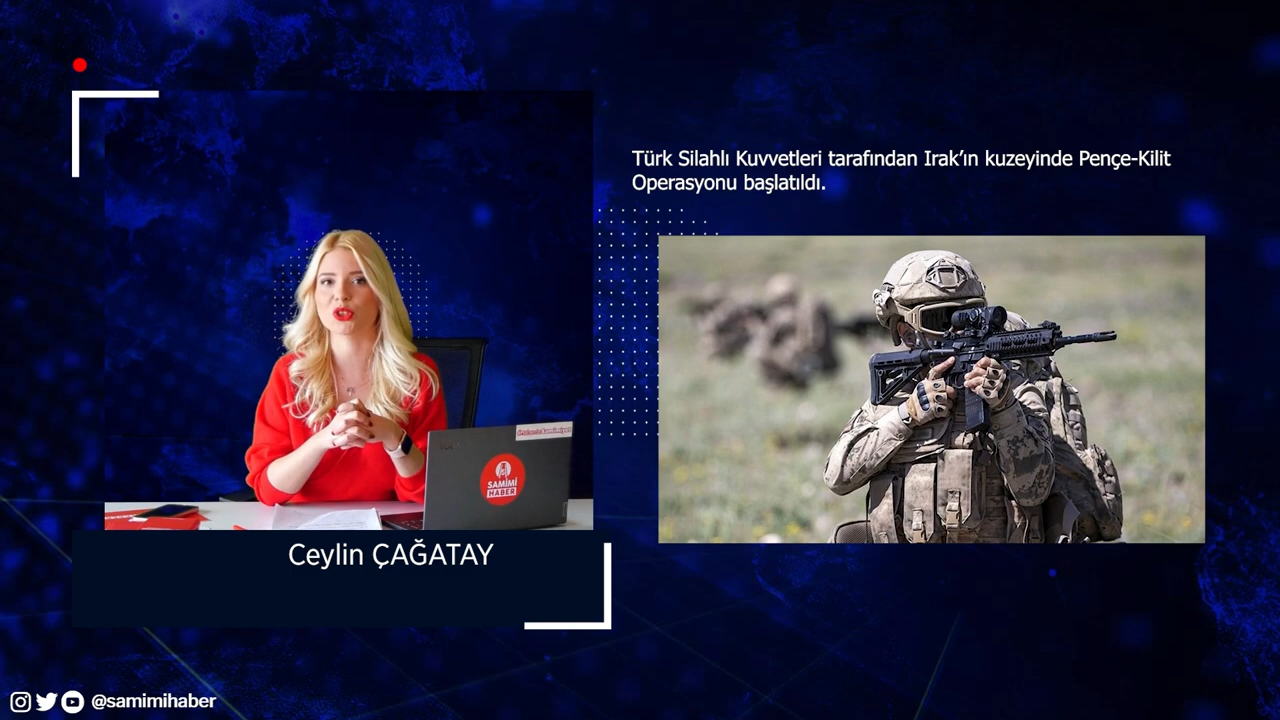 Türk Silahlı Kuvvetleri tarafından Irak’ın kuzeyinde Pençe-Kilit
Operasyonu başlatıldı.
SAMİMİ
HABER
Ceylin ÇAĞATAY
@samimihaber